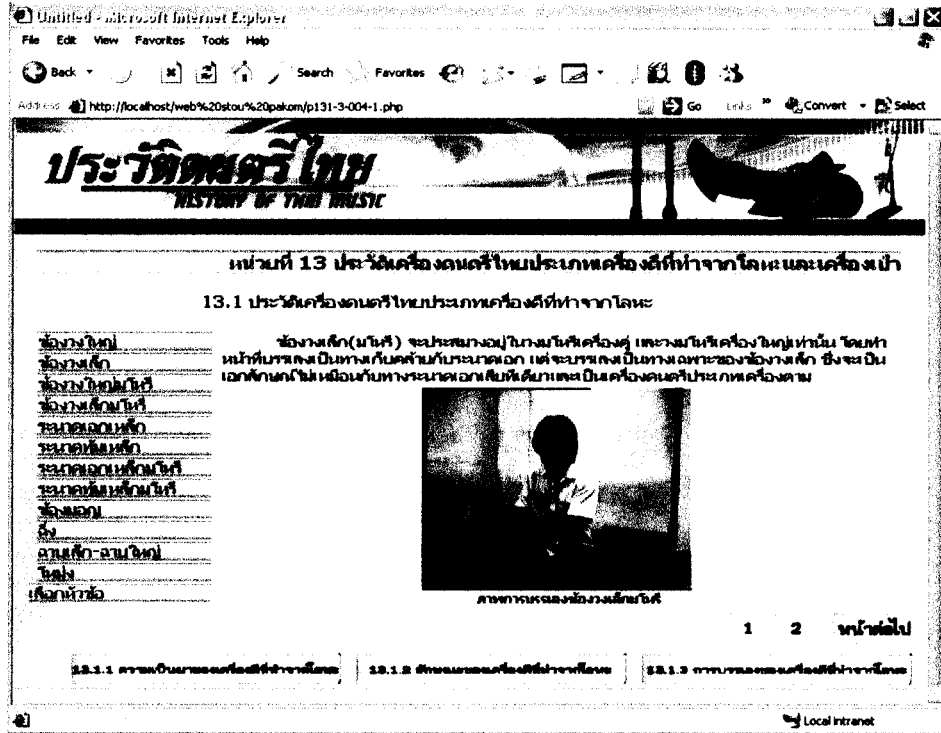 Untitled - Microsoft Internet Explorer
File Edit View Favorites Tools Help
Back Search Favorites
Address http://localhost/web%20stou%20pakom/p131-3-004-1.php Go Links » Convert Select
ประวัติดนตรีไทย
HISTORY OF THAI MUSIC
หน่วยที่ 13 ประวัติเครื่องดนตรีไทยประเภทเครื่องตีที่ทำจากโลหะและเครื่องเป่า
13.1 ประวัติเครื่องดนตรีไทยประเภทเครื่องตีที่ทำจากโลหะ
ฆ้องวงใหญ่
ฆ้องวงเล็ก
ฆ้องวงใหญ่มโหรี
ฆ้องวงเล็กมโหรี
ระนาดเอกเหล็ก
ระนาดทุ้มเหล็ก
ระนาดเอกเหล็กมโหรี
ระนาดทุ้มเหล็กมโหรี
ฆ้องมอญ
ฉิ่ง
ฉาบเล็ก-ฉาบใหญ่
โหม่ง
เลือกหัวข้อ
ฆ้องวงเล็ก(มโหรี) จะประสมวงอยู่ในวงมโหรีเครื่องคู่ และวงมโหรีเครื่องใหญ่เท่านั้น โดยทำ
หน้าที่บรรเลงเป็นทางเก็บคล้ายกับระนาดเอก แต่จะบรรเลงเป็นทางเฉพาะของฆ้องวงเล็ก ซึ่งจะเป็น
เอกลักษณ์ไม่เหมือนกับทางระนาดเอกเสียทีเดียวและเป็นเครื่องดนตรีประเภทเครื่องตาม
ภาพการบรรเลงฆ้องวงเล็กมโหรี
1 2 หน้าต่อไป
13.1.1 ความเป็นมาของเครื่องตีที่ทำจากโลหะ 13.1.2 ลักษณะของเครื่องตีที่ทำจากโลหะ 13.1.3 การบรรเลงของเครื่องตีที่ทำจากโลหะ
Local intranet